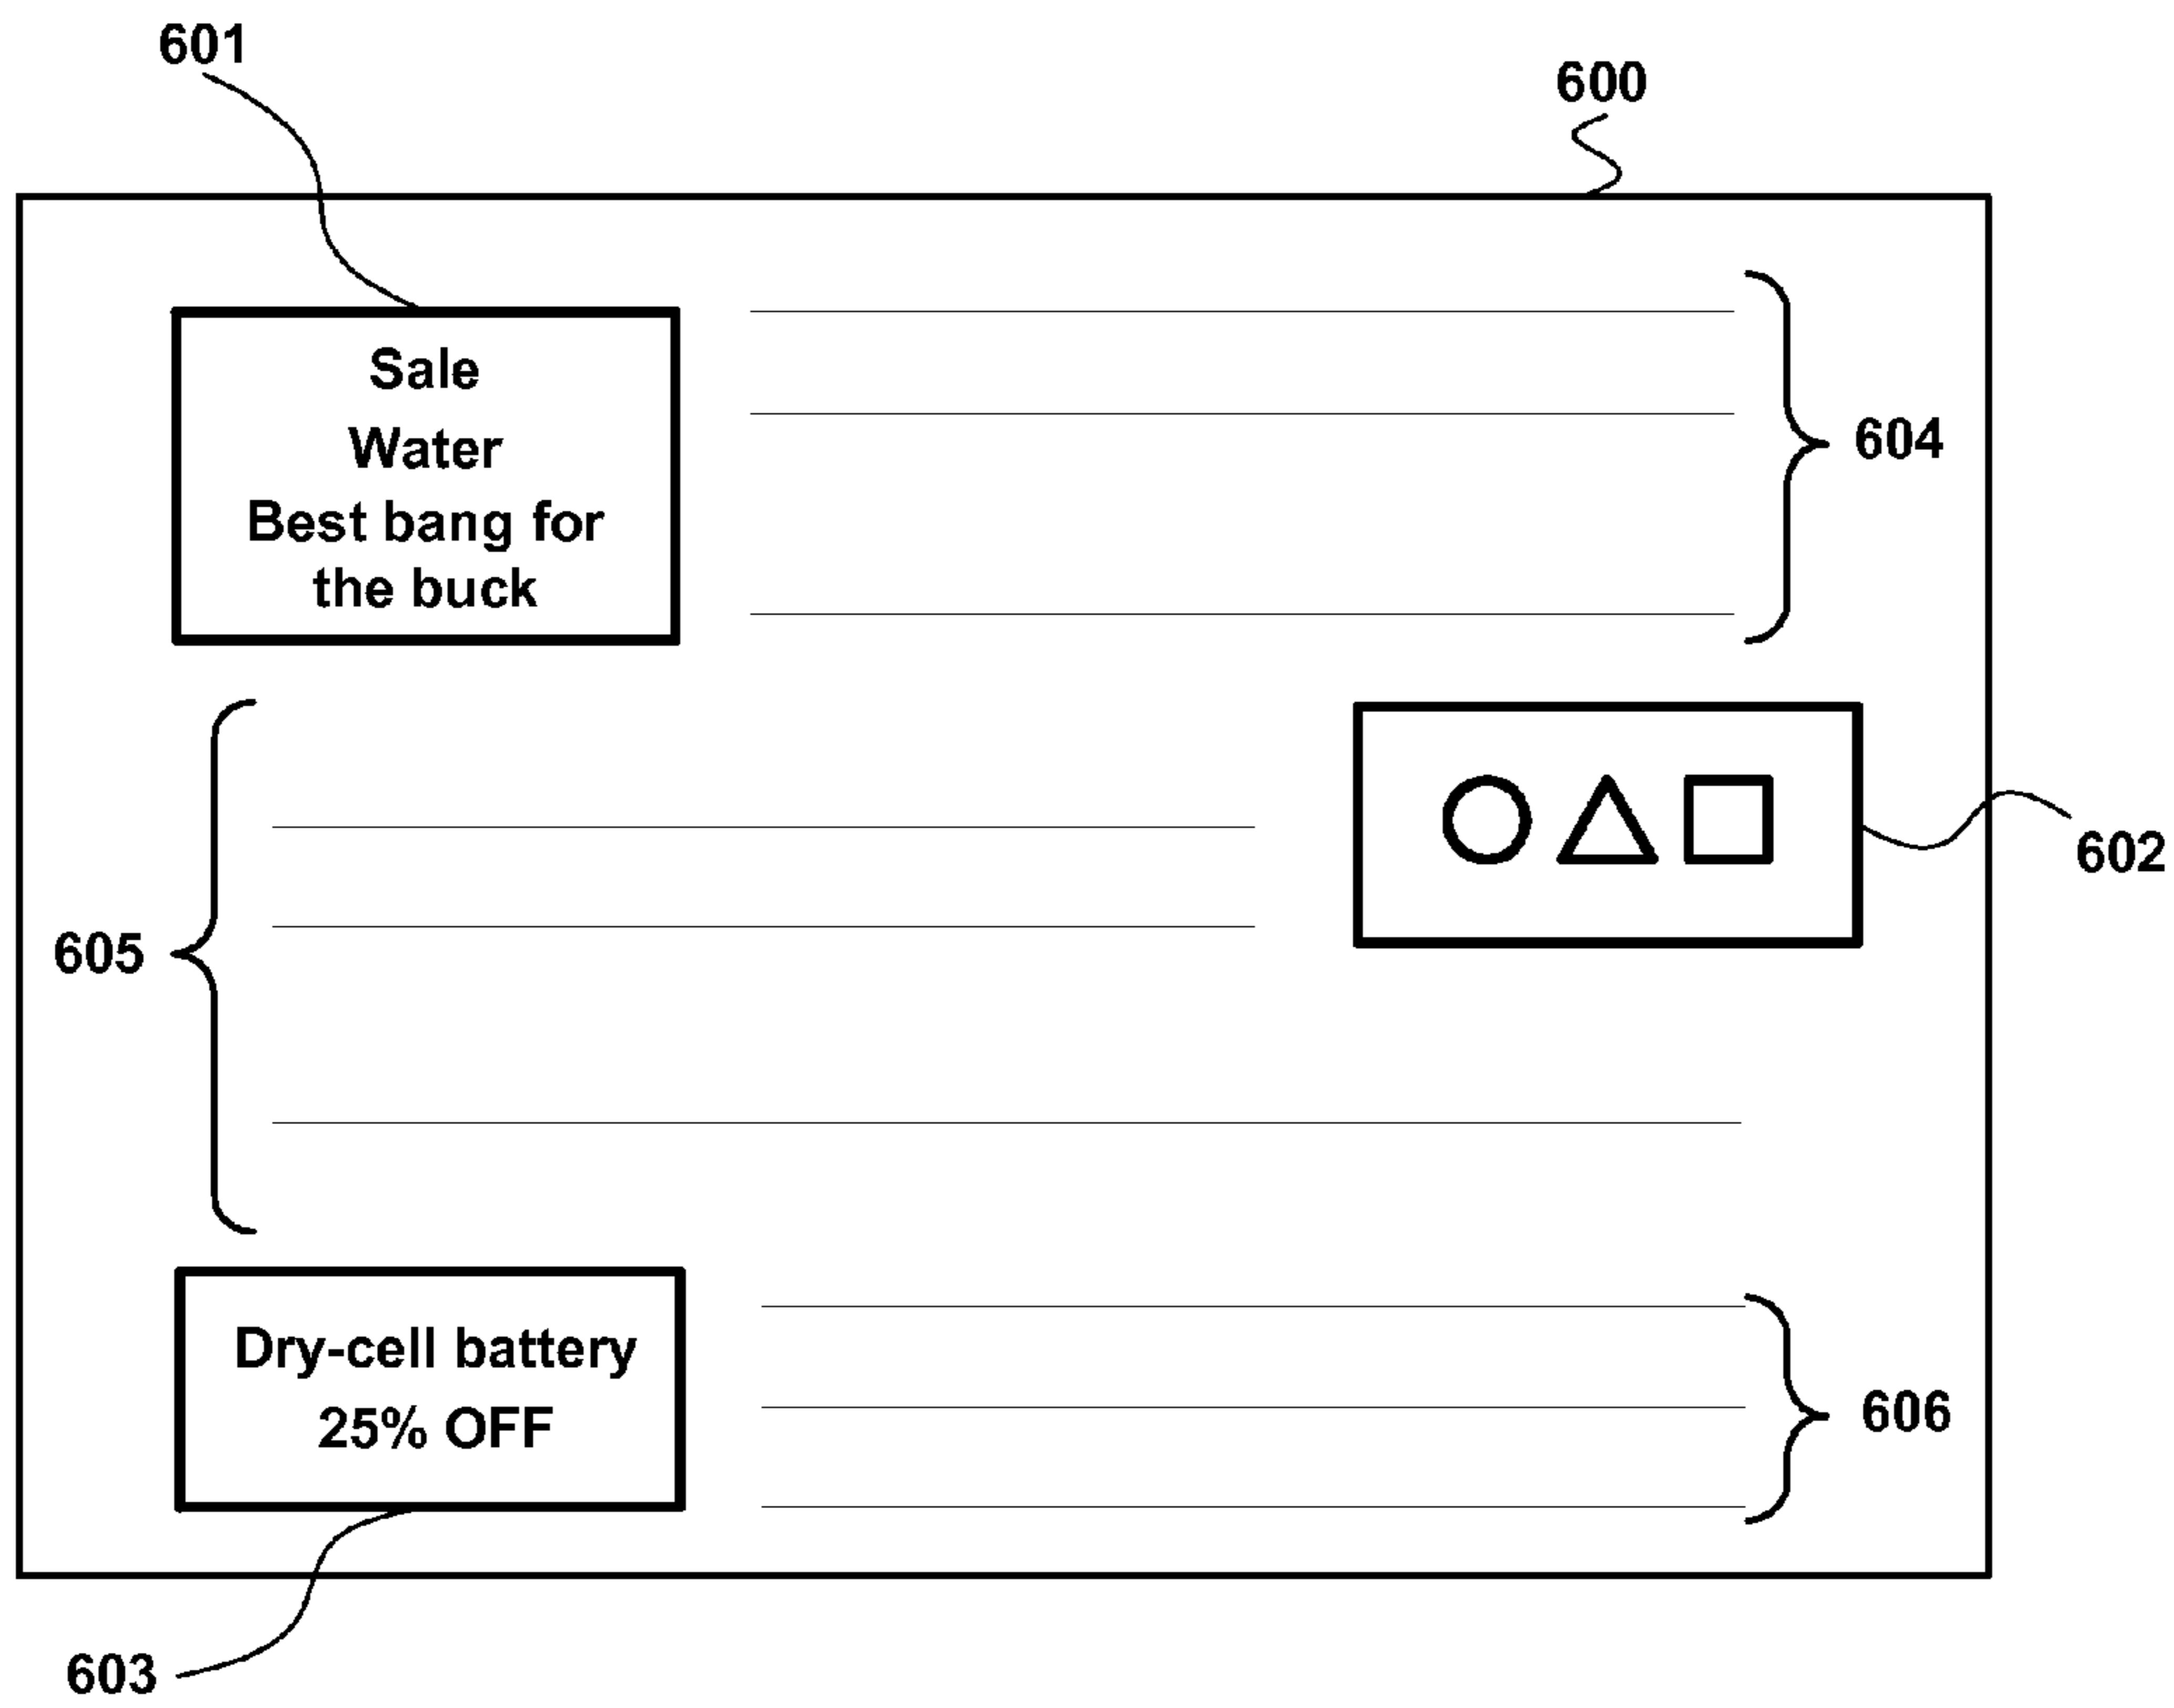 601
600
Sale
Water
Best bang for
the buck
604
602
605
Dry-cell battery
25% OFF
606
603